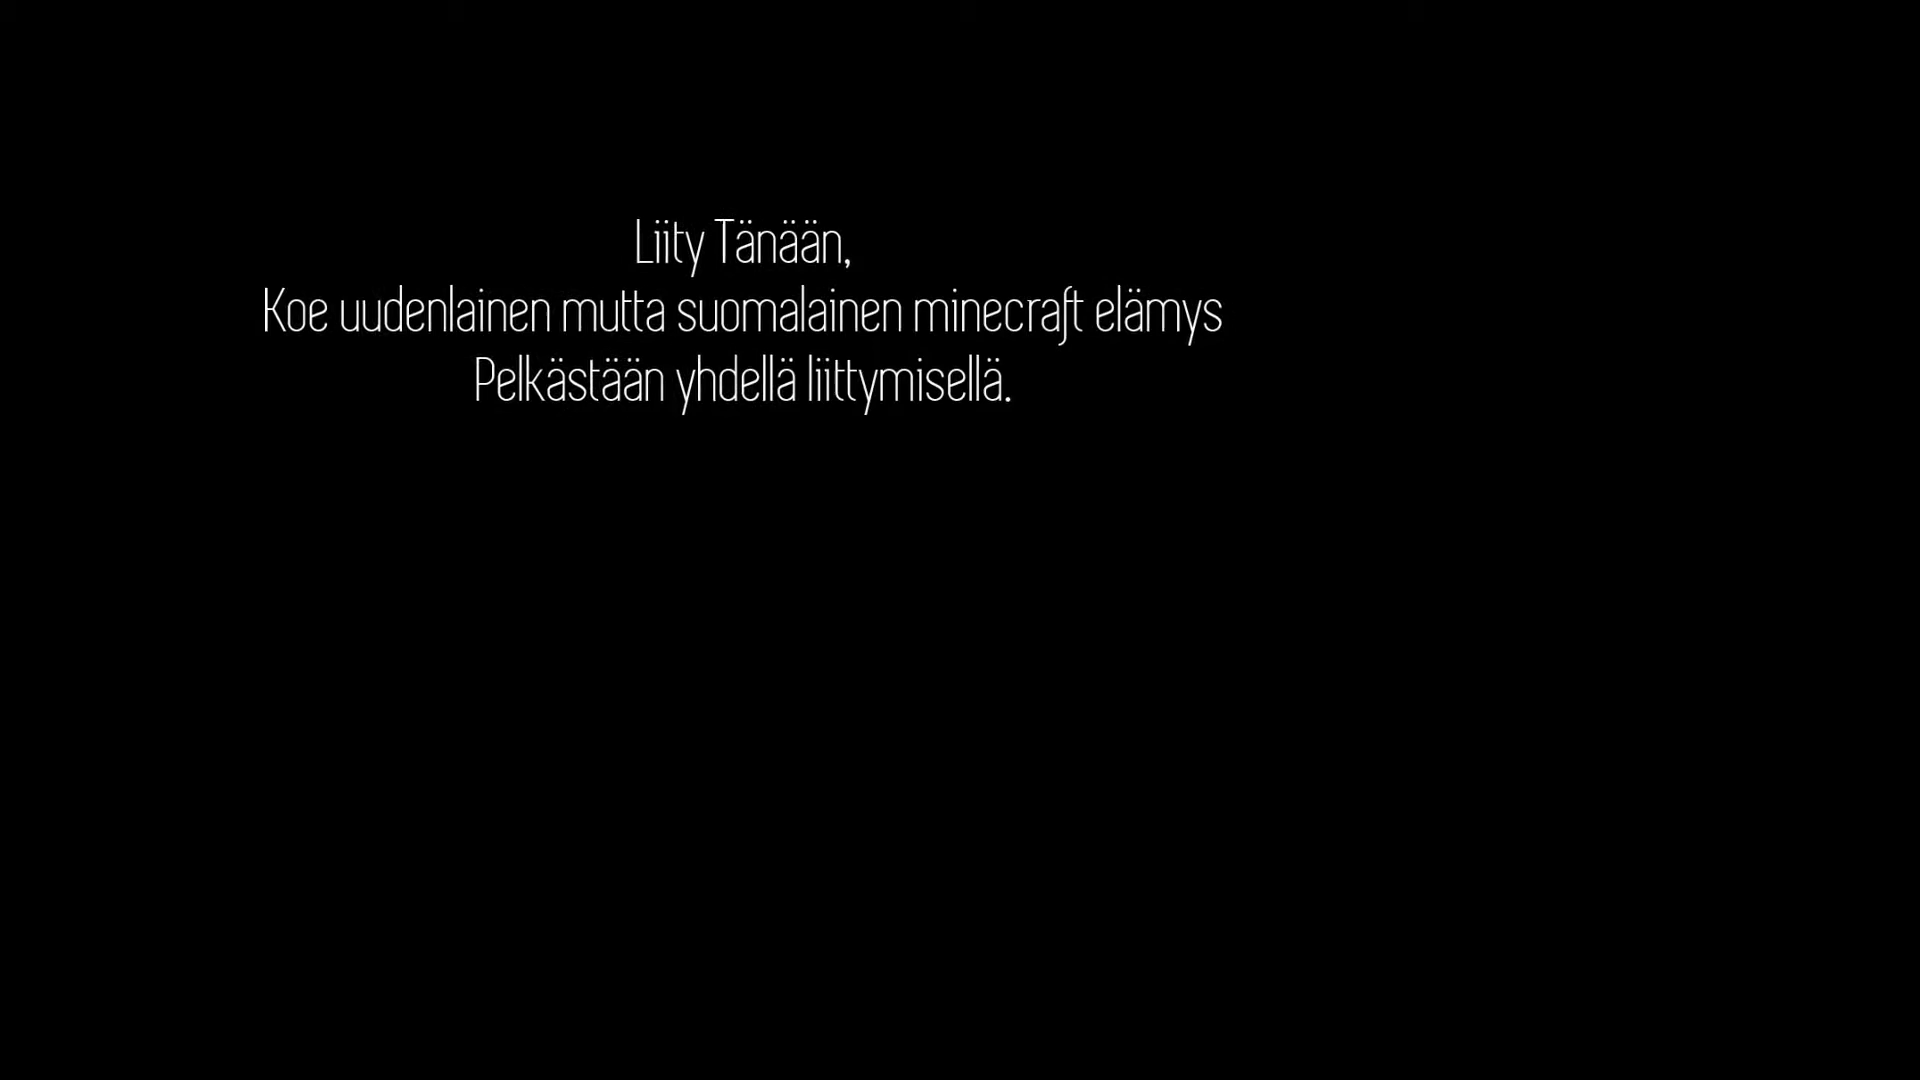 Liity Tänään,
Koe uudenlainen mutta suomalainen minecraft elämys
Pelkästään yhdellä liittymisellä.